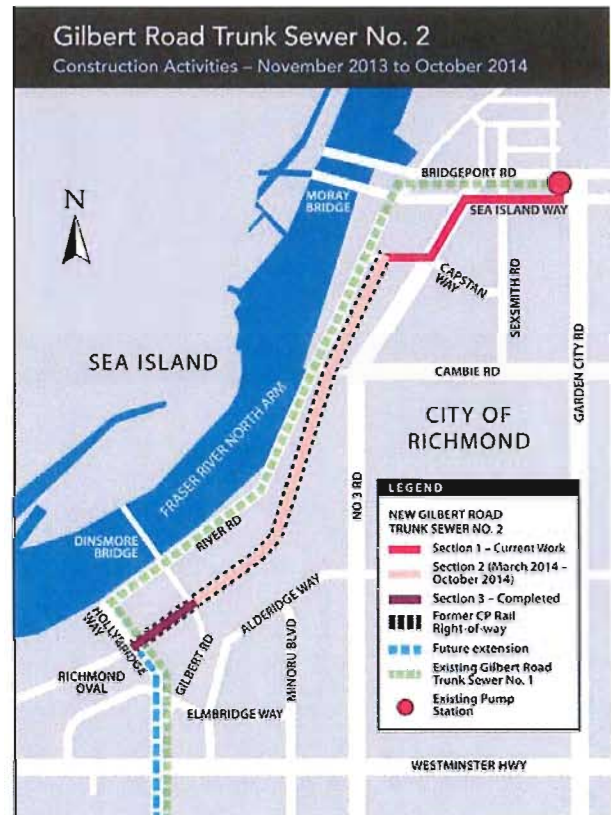 Gilbert Road Trunk Sewer No. 2
Construction Activities – November 2013 to October 2014
BRIDGEPORT RD
MORAY
BRIDGE
SEA ISLAND WAY
N
CAPSTAN
WAY
SEXSMITH RD
GARDEN CITY RD
SEA ISLAND
CAMBIE RD
FRASER RIVER NORTH ARM
CITY OF
RICHMOND
NO 3 RD
DINSMORE
BRIDGE
RIVER RD
HOLLYBRIDGE
WAY
GILBERT RD
ALDERIDGE WAY
MINORU BLVD
RICHMOND
OVAL
ELMBRIDGE WAY
WESTMINSTER HWY
LEGEND
NEW GILBERT ROAD
TRUNK SEWER NO. 2
Section 1 – Current Work
Section 2 (March 2014 –
October 2014)
Section 3 – Completed
Former CP Rail
Right-of-way
Future extension
Existing Gilbert Road
Trunk Sewer No. 1
Existing Pump
Station